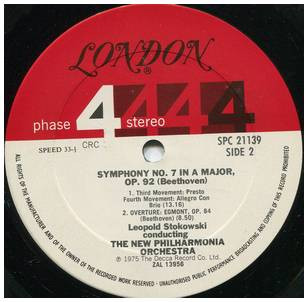 LONDON
®
phase 4 stereo
4 4 4
SPEED 33⅓
CRC
SPC 21139
SIDE 2
SYMPHONY NO. 7 IN A MAJOR,
OP. 92 (Beethoven)
1. Third Movement: Presto
Fourth Movement: Allegro Con
Brio (13.16)
2. OVERTURE: EGMONT, OP. 84
(Beethoven) (8.50)
Leopold Stokowski
conducting
THE NEW PHILHARMONIA
ORCHESTRA
℗ 1975 The Decca Record Co. Ltd.
ZAL 13956
ALL RIGHTS OF THE MANUFACTURER AND OF THE OWNER OF THE RECORDED WORK RESERVED · UNAUTHORISED PUBLIC PERFORMANCE, BROADCASTING AND COPYING OF THIS RECORD PROHIBITED